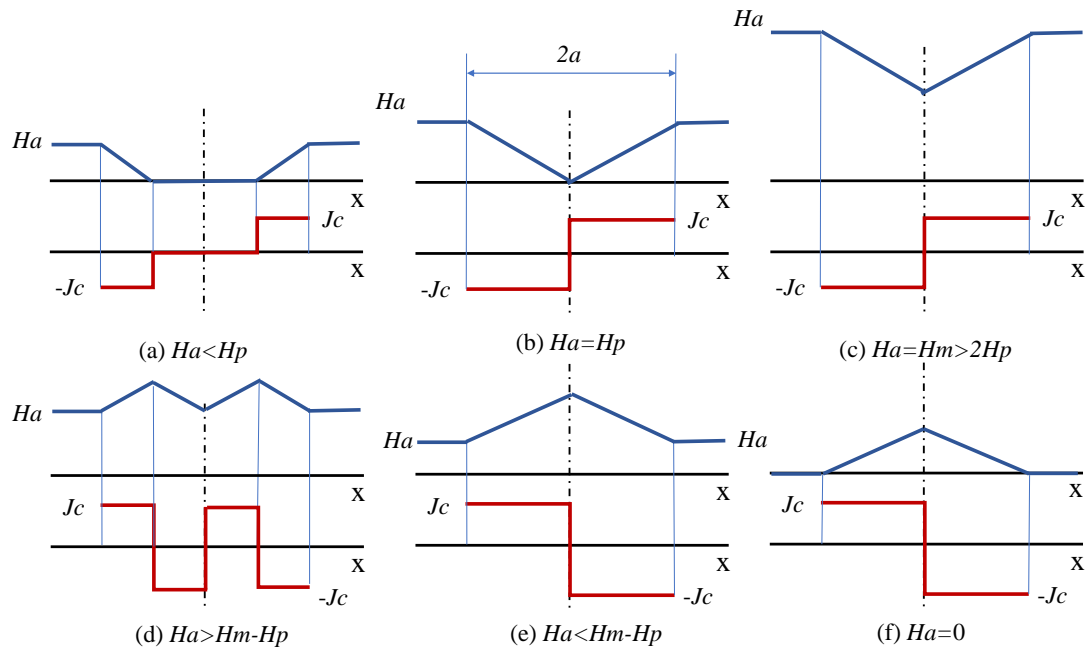 Ha
X
Jc
X
-Jc
(a) Ha<Hp
2a
Ha
X
Jc
X
-Jc
(b) Ha=Hp
Ha
X
Jc
X
-Jc
(c) Ha=Hm>2Hp
Ha
X
Jc
X
-Jc
(d) Ha>Hm-Hp
Ha
X
Jc
X
-Jc
(e) Ha<Hm-Hp
Ha
X
Jc
X
-Jc
(f) Ha=0